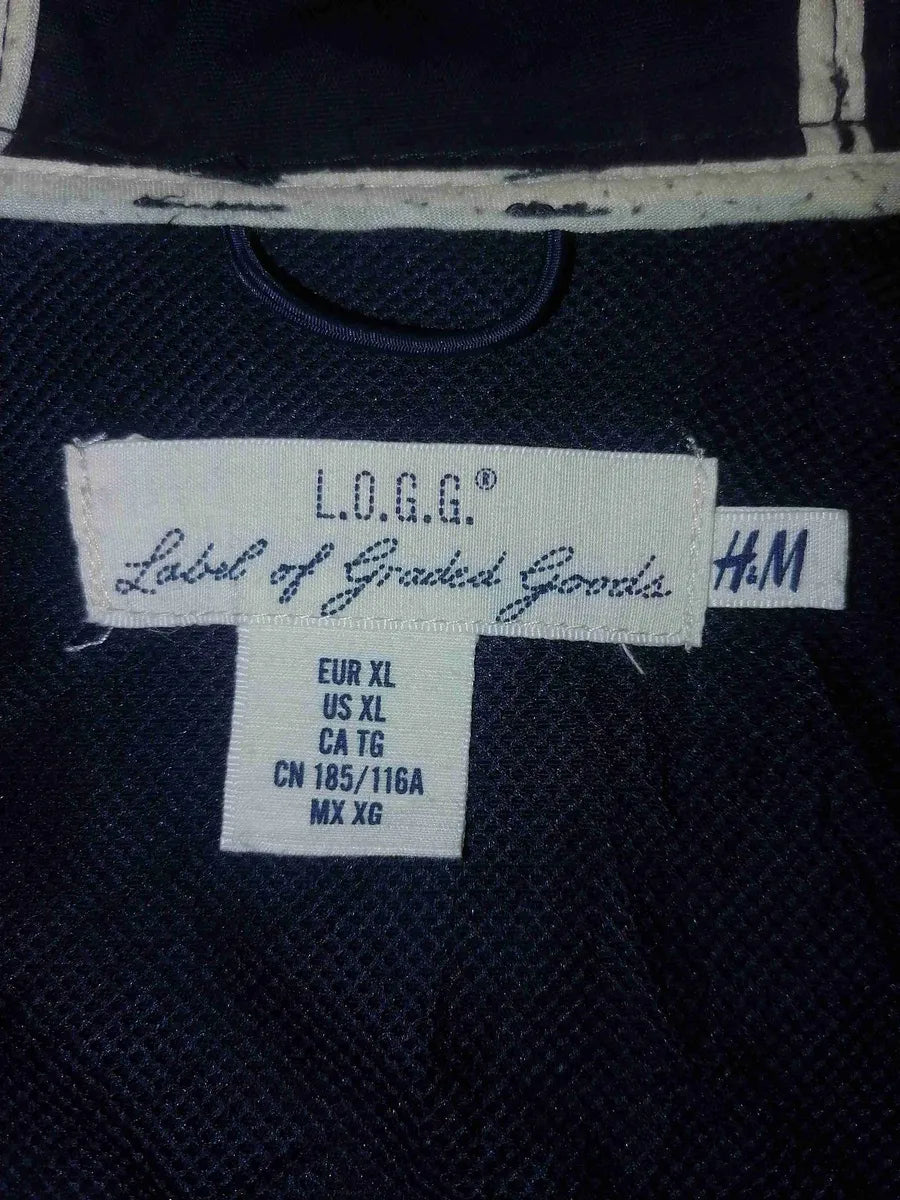 L.O.G.G.®
Label of Graded Goods
H&M
EUR XL
US XL
CA TG
CN 185/116A
MX XG